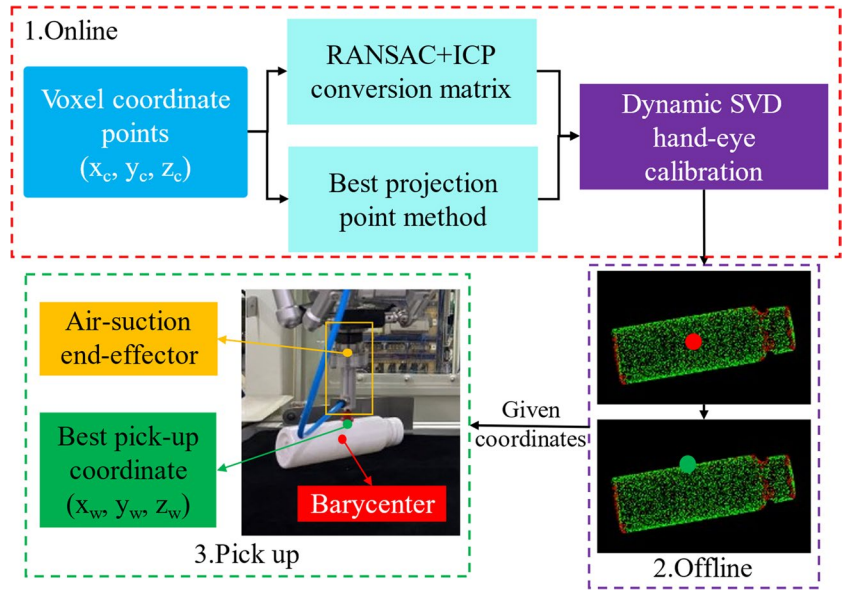 1.Online
Voxel coordinate
points
(xc, yc, zc)
RANSAC+ICP
conversion matrix
Best projection
point method
Dynamic SVD
hand-eye
calibration
Air-suction
end-effector
Best pick-up
coordinate
(xw, yw, zw)
Barycenter
3.Pick up
Given
coordinates
2.Offline